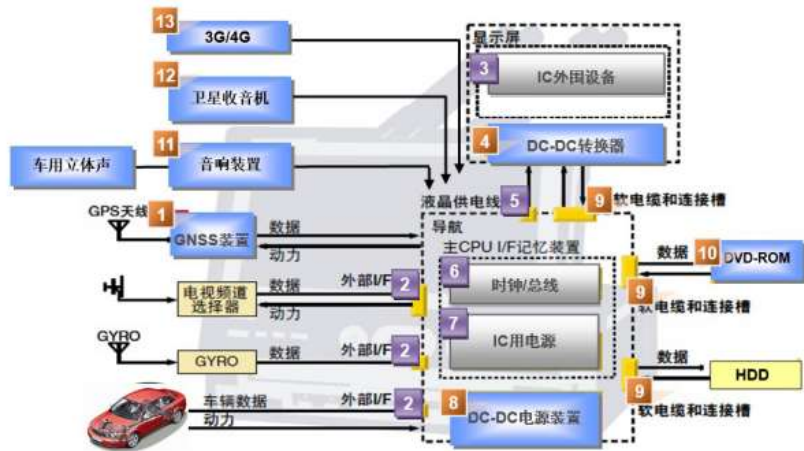 13
3G/4G
12
卫星收音机
车用立体声
11
音响装置
显示屏
3
IC外国设备
4
DC-DC转换器
液晶供电线
5
9
软电缆和连接槽
GPS天线
1
GNSS装置
数据
动力
导航
主CPU I/F记忆装置
6
时钟/总线
7
IC用电源
数据
10
DVD-ROM
9
软电缆和连接槽
电视频道
选择器
数据
动力
外部I/F
2
GYRO
GYRO
数据
外部I/F
2
数据
HDD
9
软电缆和连接槽
车辆数据
动力
外部I/F
2
8
DC-DC电源装置